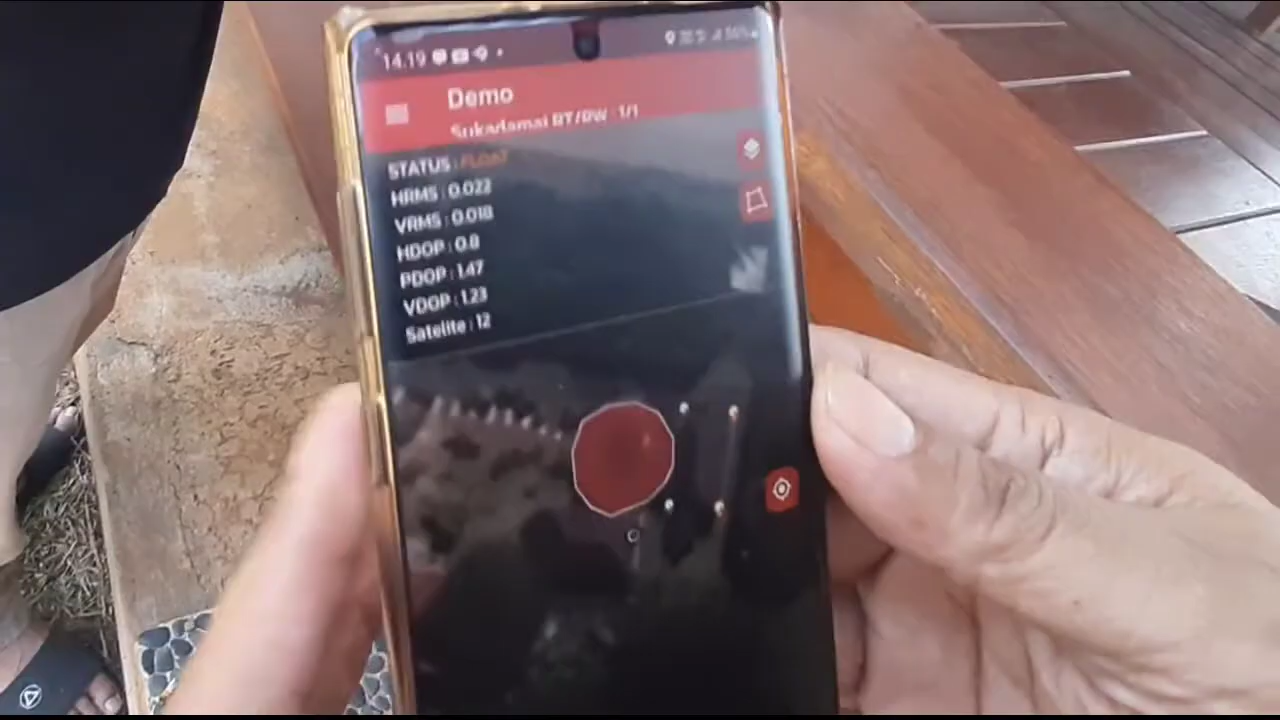 14.19
Demo
Sukadamai RT/RW : 1/1
STATUS : FLOAT
HRMS : 0.022
VRMS : 0.018
HDOP : 0.8
PDOP : 1.47
VDOP : 1.23
Satelite : 12